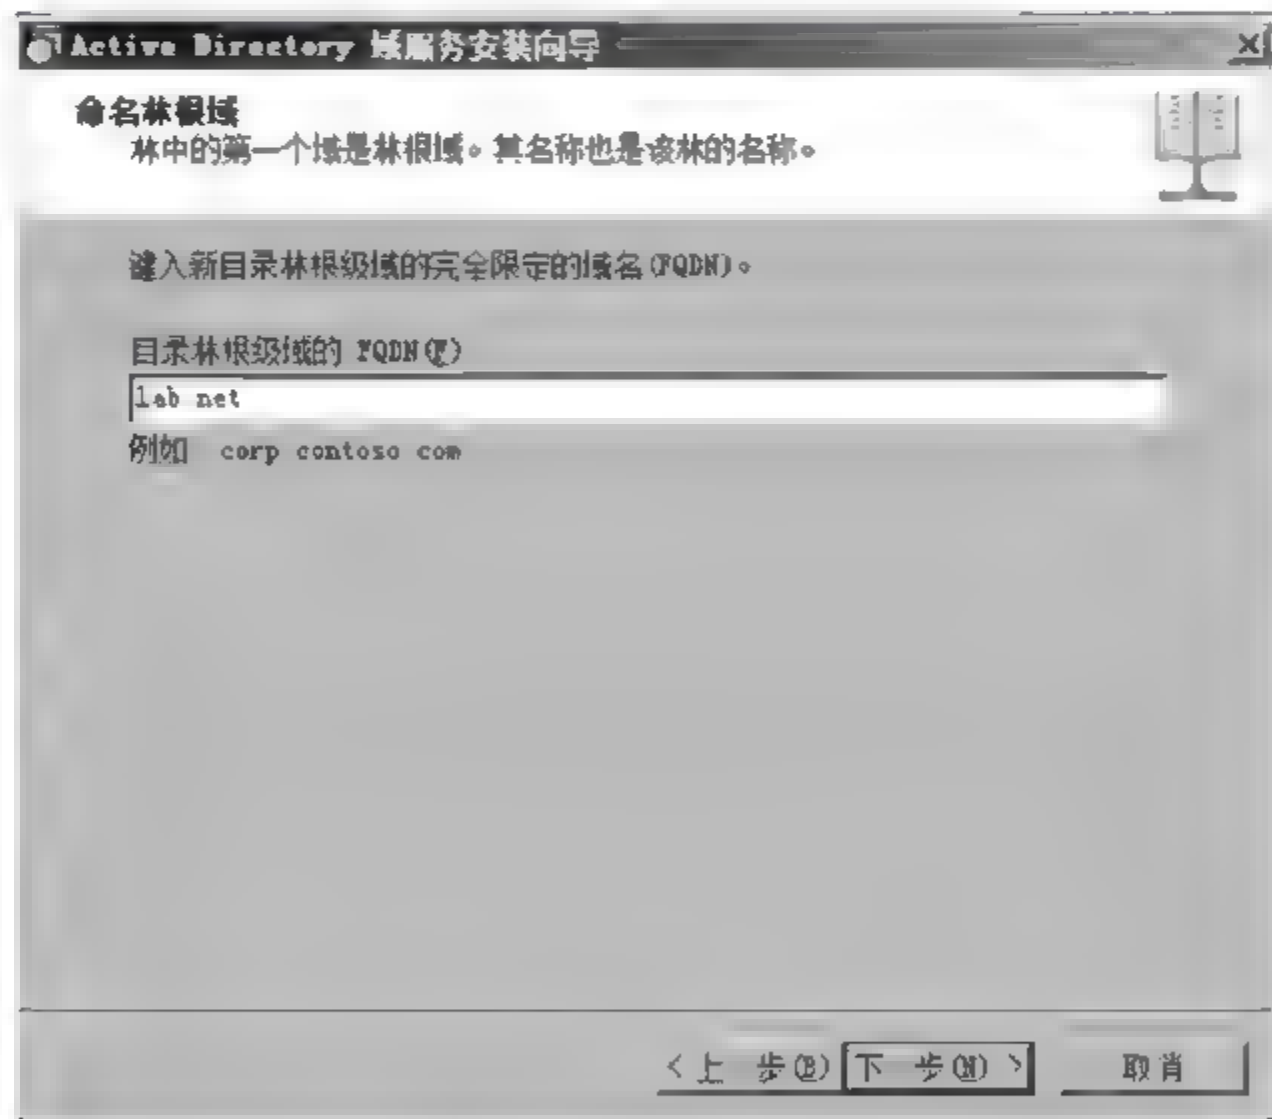 Active Directory 域服务安装向导
命名林根域
林中的第一个域是林根域。其名称也是该林的名称。
键入新目录林根级域的完全限定的域名(FQDN)。
目录林根级域的 FQDN(F)
lab net
例如 corp contoso com
< 上 步(B) 下 步(N) > 取消